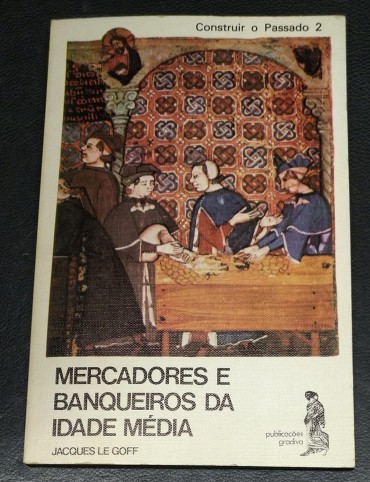 Construir o Passado 2
MERCADORES E
BANQUEIROS DA
IDADE MÉDIA
JACQUES LE GOFF
publicações
gradiva